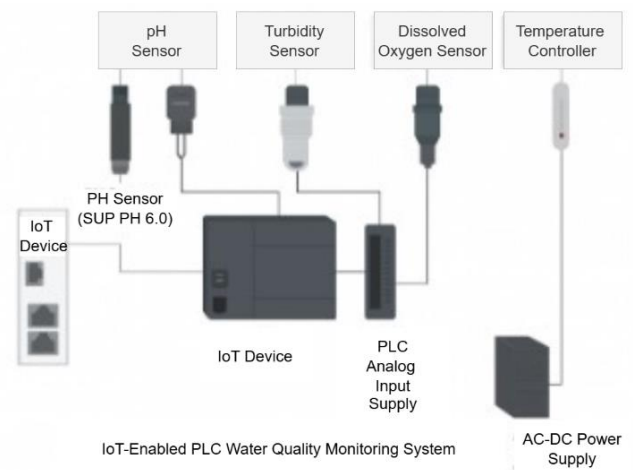 pH
Sensor
Turbidity
Sensor
Dissolved
Oxygen Sensor
Temperature
Controller
PH Sensor
(SUP PH 6.0)
IoT
Device
IoT Device
PLC
Analog
Input
Supply
IoT-Enabled PLC Water Quality Monitoring System
AC-DC Power
Supply